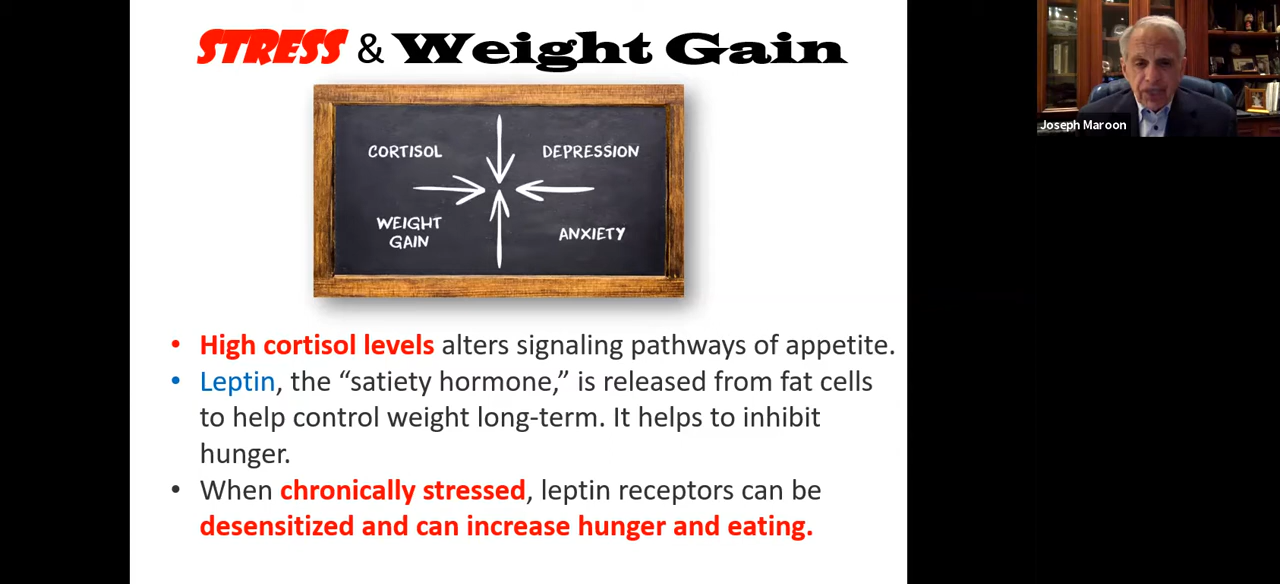 STRESS & Weight Gain
CORTISOL
DEPRESSION
WEIGHT
GAIN
ANXIETY
• High cortisol levels alters signaling pathways of appetite.
• Leptin, the “satiety hormone,” is released from fat cells
to help control weight long-term. It helps to inhibit
hunger.
• When chronically stressed, leptin receptors can be
desensitized and can increase hunger and eating.
Joseph Maroon